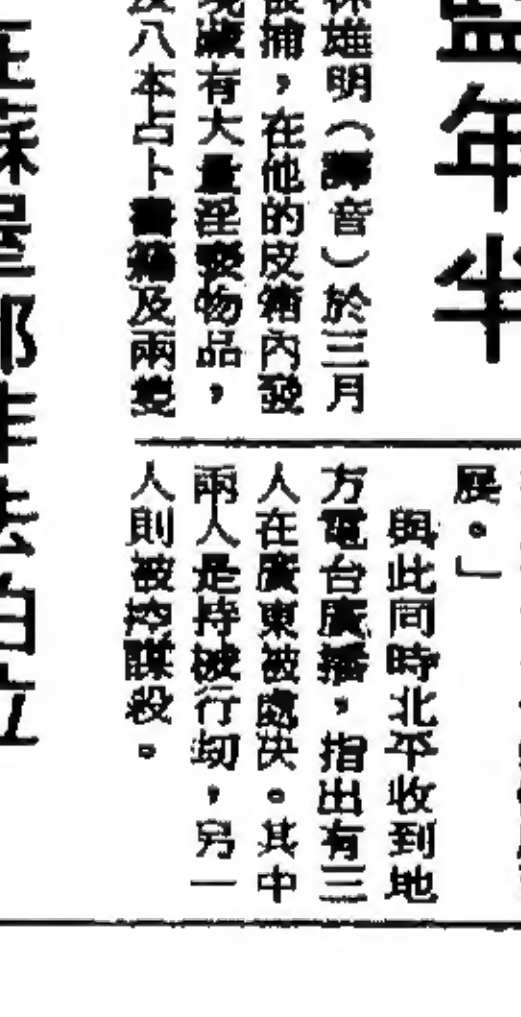 監年半
雄明（譯音）於三月
被捕，在他的皮箱內發
現藏有大量淫褻物品，
八本占卜書籍及兩雙
展。」
與此同時北平收到地
方電台廣播，指出有三
人在廣東被處決。其中
兩人是持械行刧，另一
人則被控謀殺。